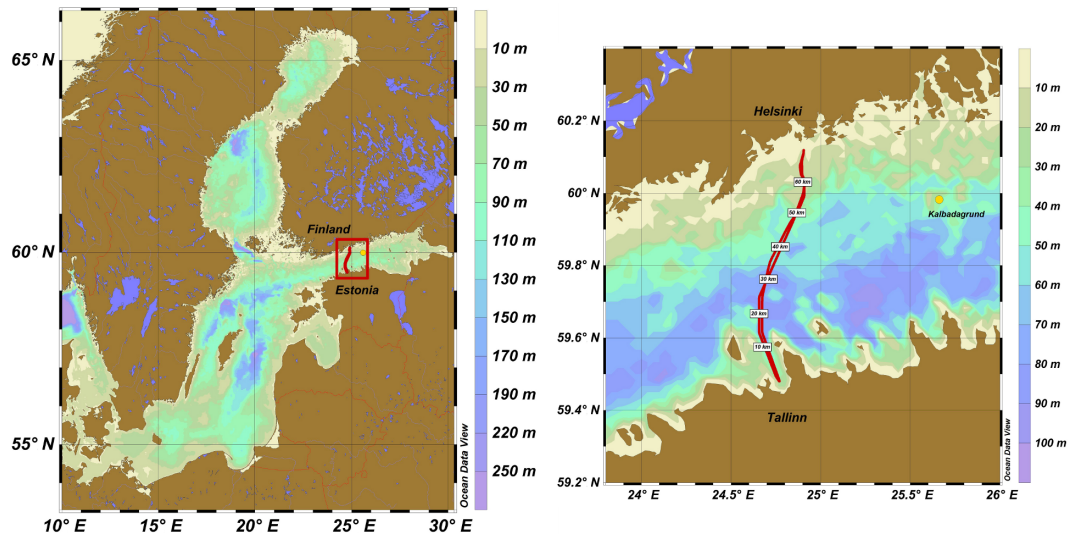 65° N
60° N
55° N
10° E
15° E
20° E
25° E
30° E
Finland
Estonia
Ocean Data View
10 m
30 m
50 m
70 m
90 m
110 m
130 m
150 m
170 m
190 m
220 m
250 m
60.2° N
60° N
59.8° N
59.6° N
59.4° N
59.2° N
24° E
24.5° E
25° E
25.5° E
26° E
Helsinki
60 km
50 km
40 km
30 km
20 km
10 km
Kalbadagrund
Tallinn
Ocean Data View
10 m
20 m
30 m
40 m
50 m
60 m
70 m
80 m
90 m
100 m